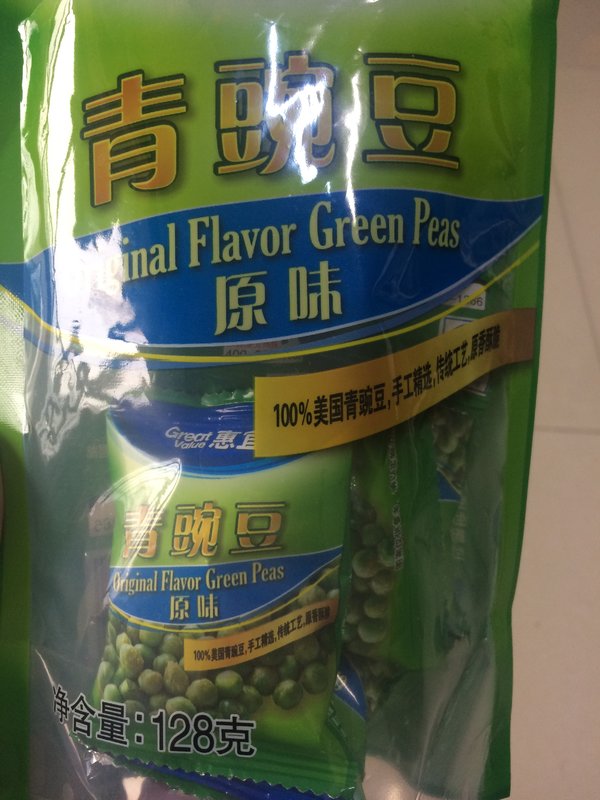 青豌豆
Original Flavor Green Peas
原味
100%美国青豌豆,手工精选,传统工艺,原香酥脆
Great Value 惠宜
青豌豆
Original Flavor Green Peas
原味
100%美国青豌豆,手工精选,传统工艺,原香酥脆
净含量:128克